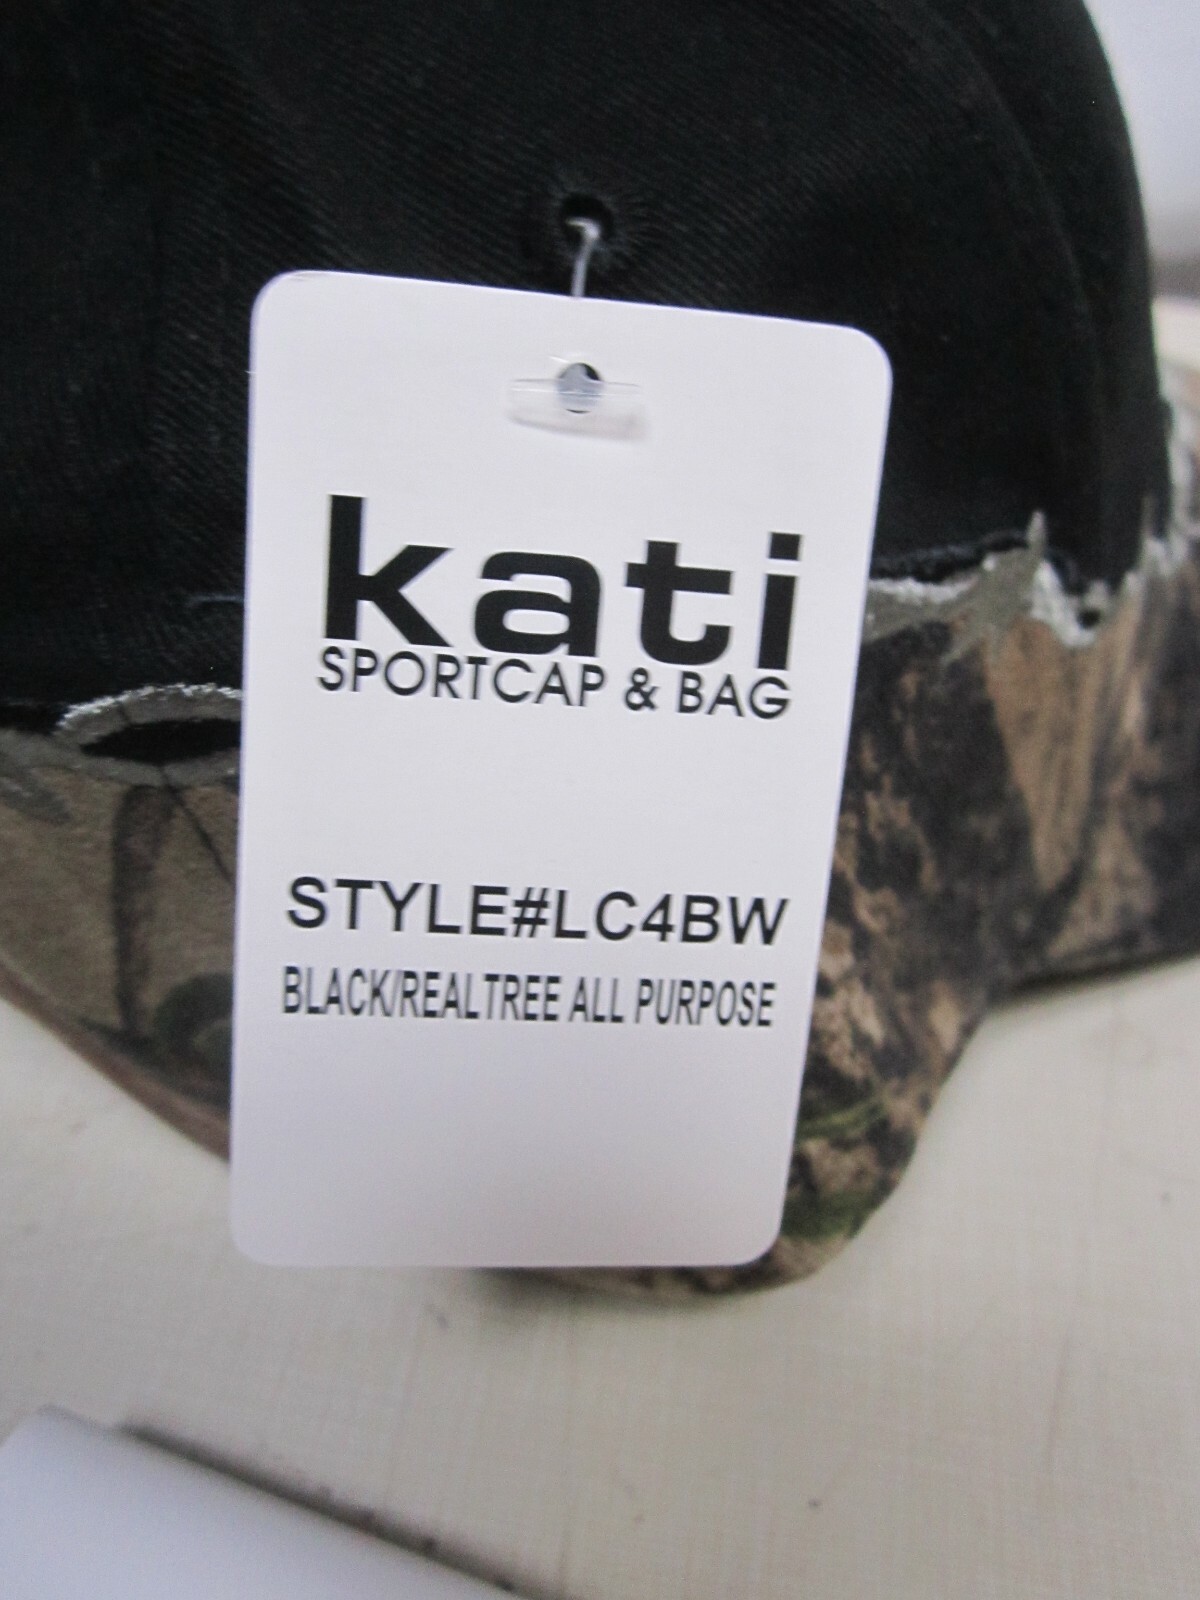 kati
SPORTCAP & BAG
STYLE#LC4BW
BLACK/REALTREE ALL PURPOSE